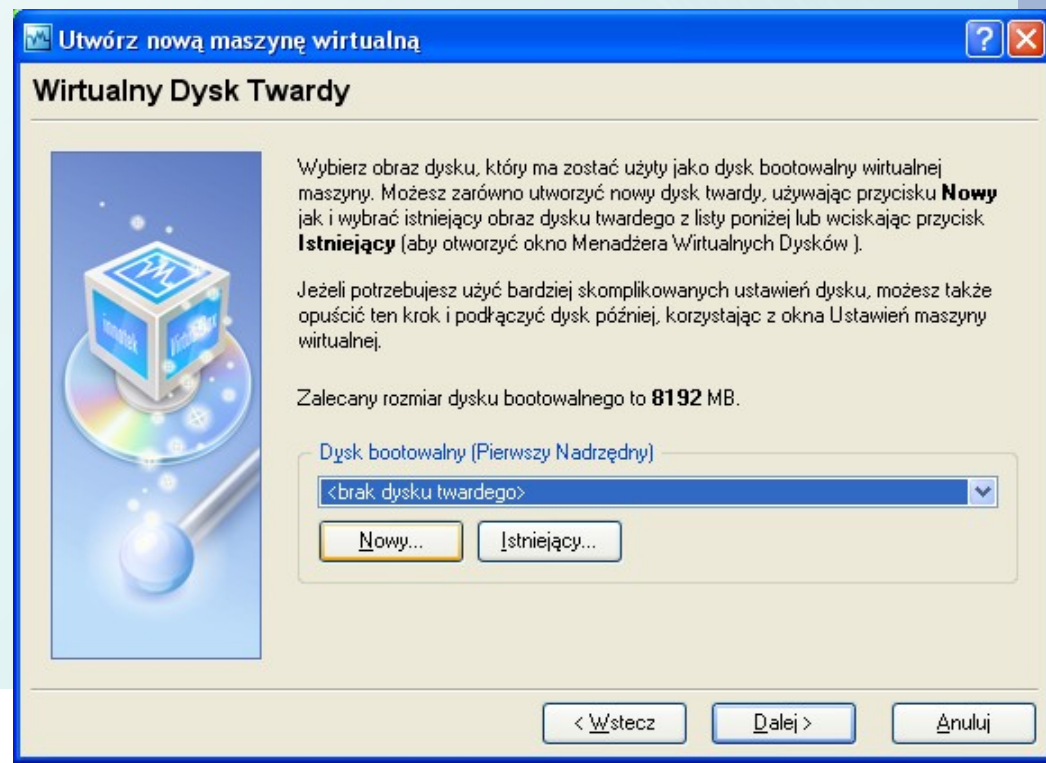 Utwórz nową maszynę wirtualną
Wirtualny Dysk Twardy
Wybierz obraz dysku, który ma zostać użyty jako dysk bootowalny wirtualnej
maszyny. Możesz zarówno utworzyć nowy dysk twardy, używając przycisku Nowy
jak i wybrać istniejący obraz dysku twardego z listy poniżej lub wciskając przycisk
Istniejący (aby otworzyć okno Menadżera Wirtualnych Dysków ).
Jeżeli potrzebujesz użyć bardziej skomplikowanych ustawień dysku, możesz także
opuścić ten krok i podłączyć dysk później, korzystając z okna Ustawień maszyny
wirtualnej.
Zalecany rozmiar dysku bootowalnego to 8192 MB.
innotek VirtualBox
Dysk bootowalny (Pierwszy Nadrzędny)
<brak dysku twardego>
Nowy... Istniejący...
< Wstecz Dalej > Anuluj